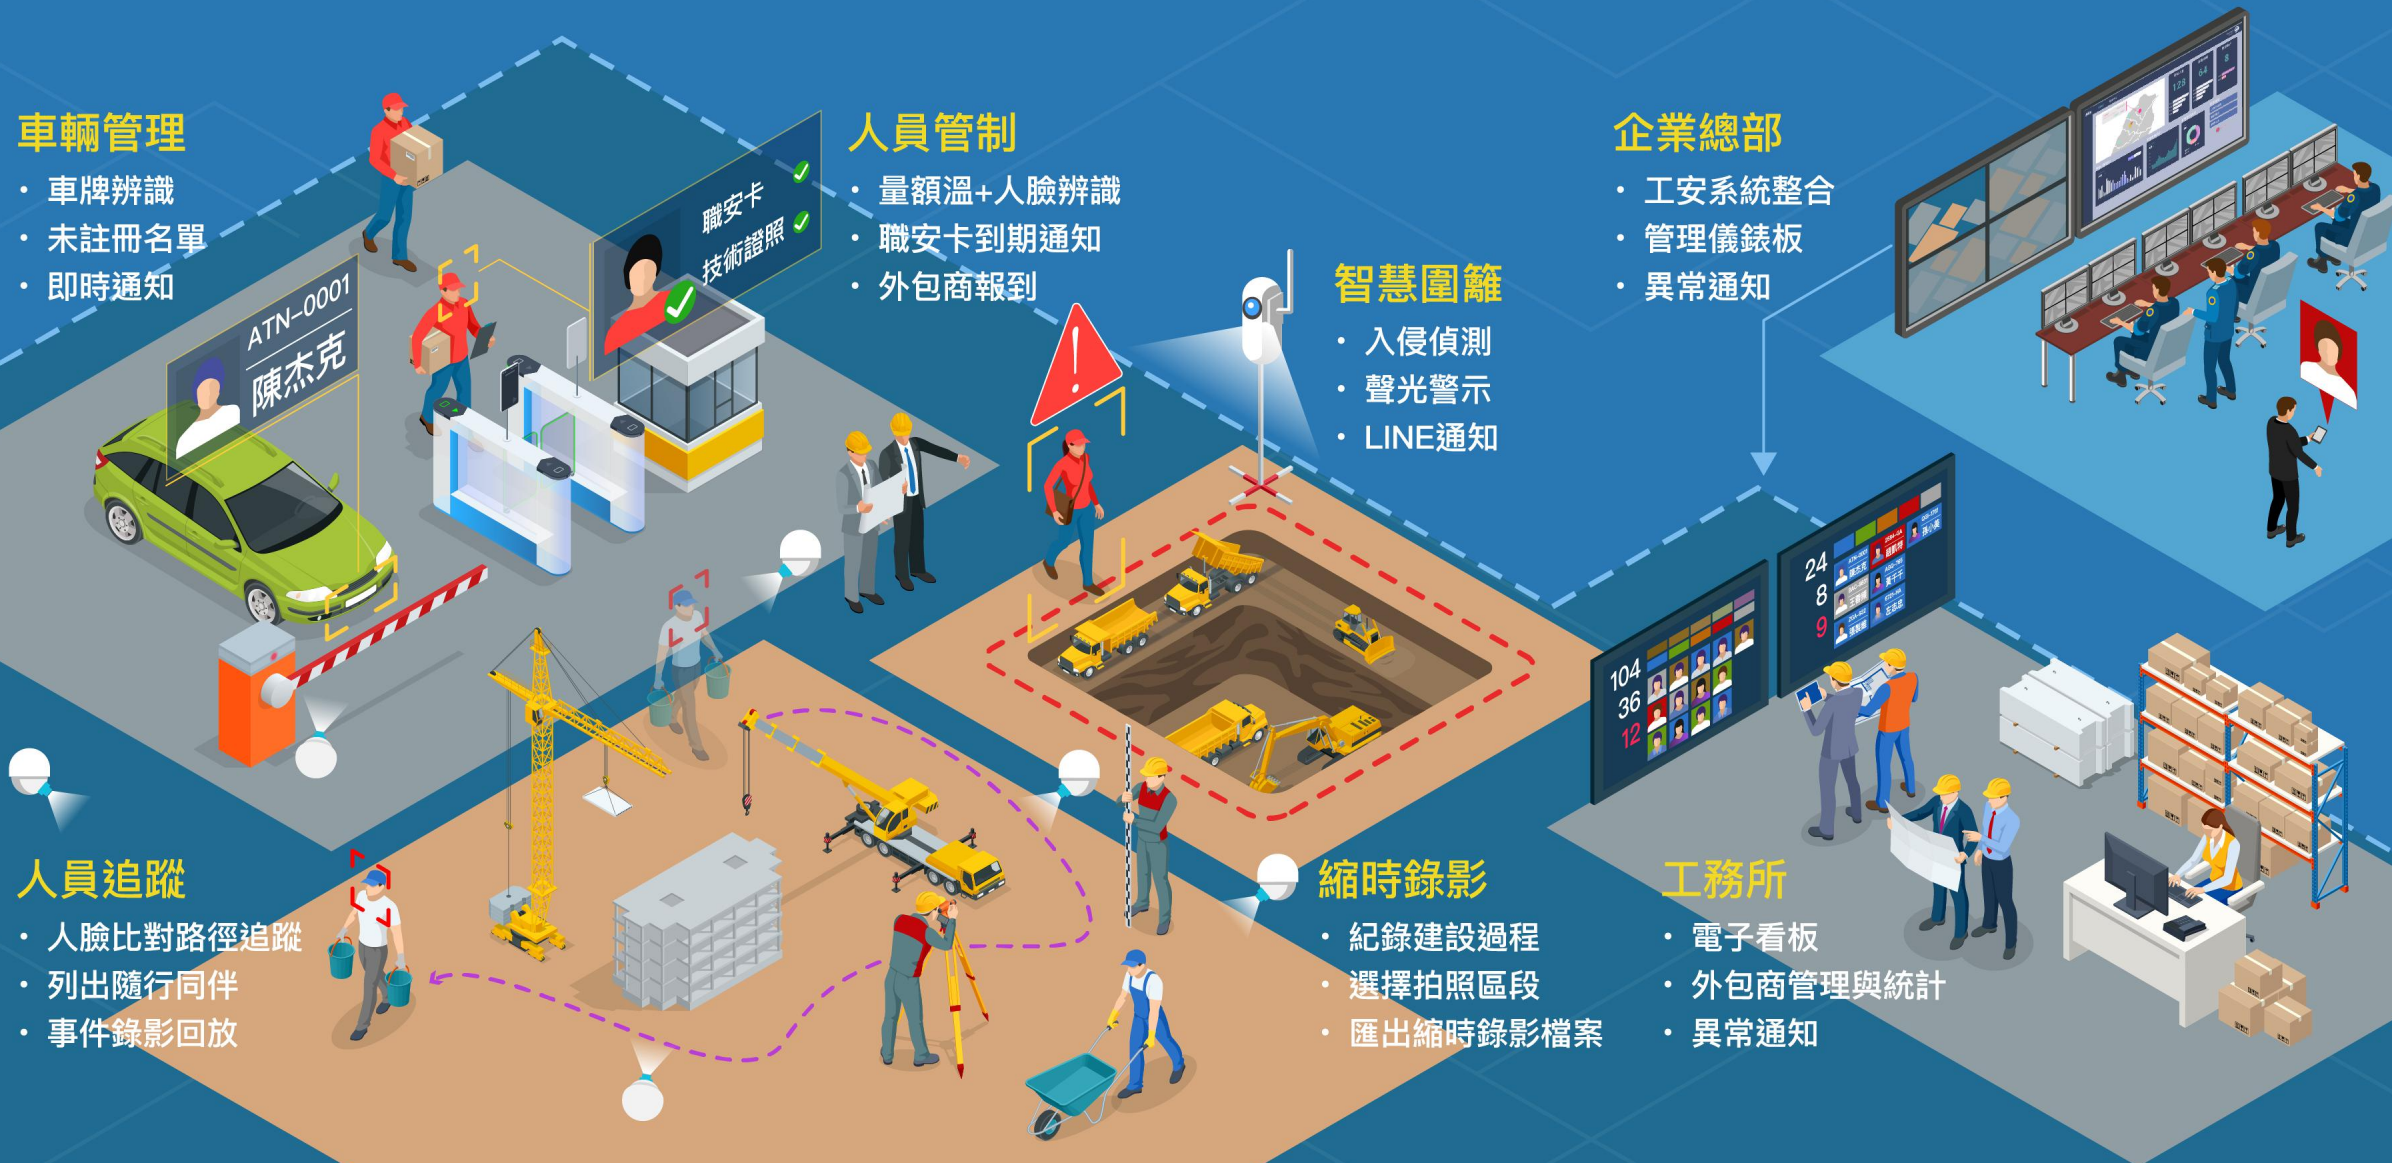 車輛管理
・ 車牌辨識
・ 未註冊名單
・ 即時通知
ATN-0001
陳杰克
職安卡
技術證照
人員管制
・ 量額溫+人臉辨識
・ 職安卡到期通知
・ 外包商報到
智慧圍籬
・ 入侵偵測
・ 聲光警示
・ LINE通知
企業總部
・ 工安系統整合
・ 管理儀錶板
・ 異常通知
128
64
8
24
8
9
陳杰克
104
36
12
人員追蹤
・ 人臉比對路徑追蹤
・ 列出隨行同伴
・ 事件錄影回放
縮時錄影
・ 紀錄建設過程
・ 選擇拍照區段
・ 匯出縮時錄影檔案
工務所
・ 電子看板
・ 外包商管理與統計
・ 異常通知